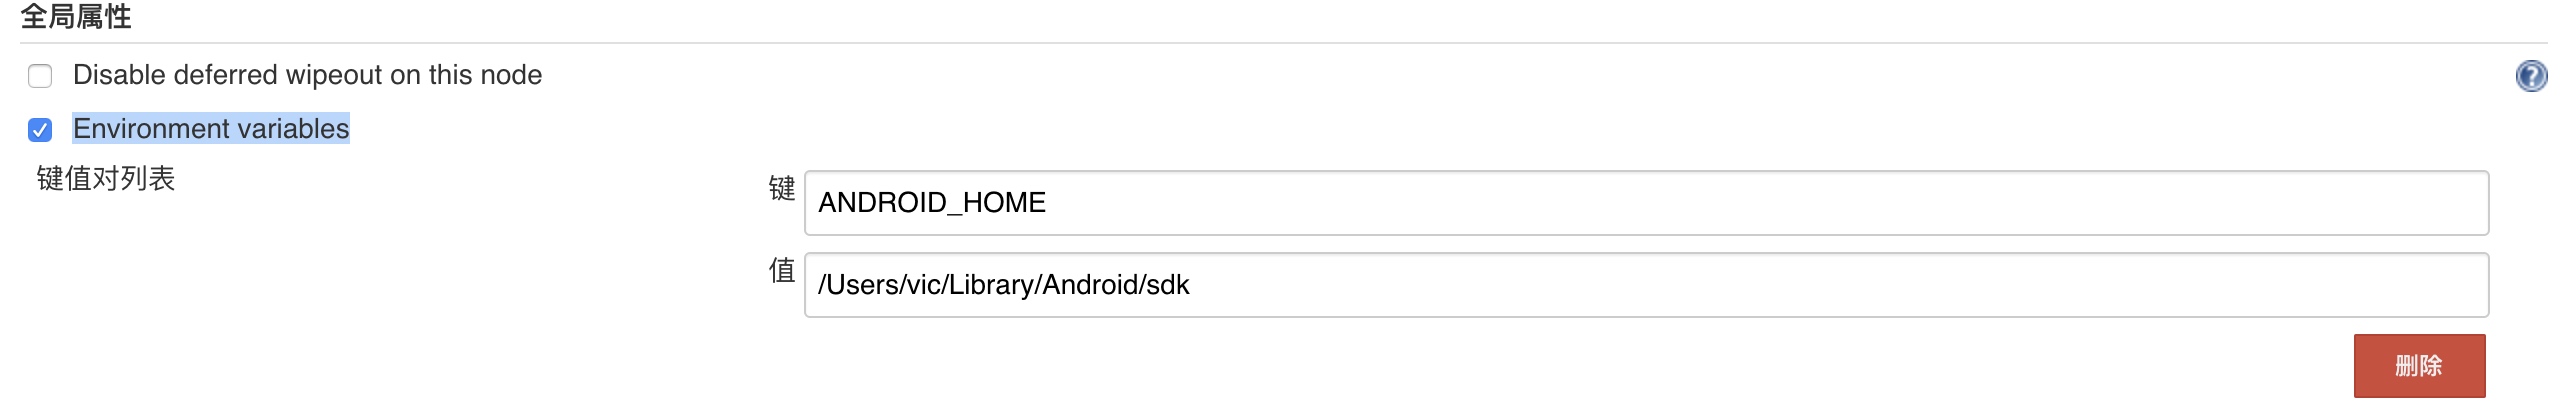 全局属性
Disable deferred wipeout on this node
?
Environment variables
键值对列表
键 ANDROID_HOME
值 /Users/vic/Library/Android/sdk
删除